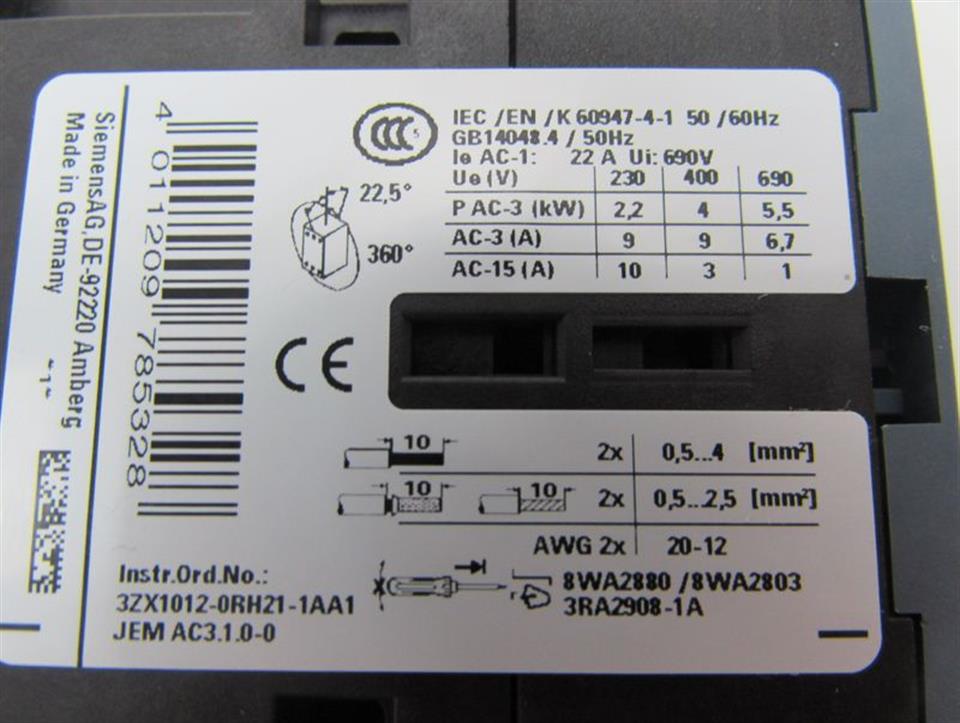 SiemensAG,DE-92220 Amberg
Made in Germany
*1*
4 011209 785328
CCC S
IEC /EN /K 60947-4-1 50 /60Hz
GB14048.4 / 50Hz
Ie AC-1: 22 A Ui: 690V
Ue (V) 230 400 690
P AC-3 (kW) 2,2 4 5,5
AC-3 (A) 9 9 6,7
AC-15 (A) 10 3 1
22,5°
360°
CE
10 2x 0,5...4 [mm²]
10 10 2x 0,5...2,5 [mm²]
AWG 2x 20-12
8WA2880 /8WA2803
3RA2908-1A
Instr.Ord.No.:
3ZX1012-0RH21-1AA1
JEM AC3.1.0-0